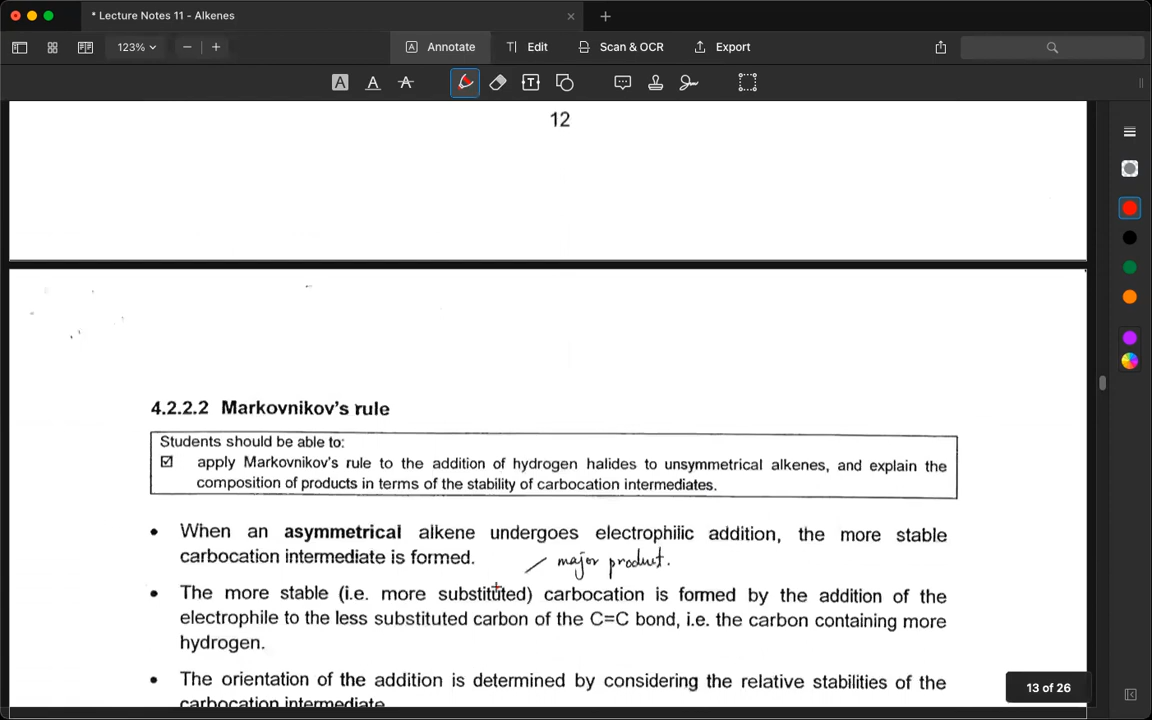 * Lecture Notes 11 - Alkenes
123%
Annotate
Edit
Scan & OCR
Export
12
4.2.2.2 Markovnikov's rule
Students should be able to:
☑ apply Markovnikov's rule to the addition of hydrogen halides to unsymmetrical alkenes, and explain the
composition of products in terms of the stability of carbocation intermediates.
• When an asymmetrical alkene undergoes electrophilic addition, the more stable
carbocation intermediate is formed.
major product.
• The more stable (i.e. more substituted) carbocation is formed by the addition of the
electrophile to the less substituted carbon of the C=C bond, i.e. the carbon containing more
hydrogen.
• The orientation of the addition is determined by considering the relative stabilities of the
carbocation intermediate.
13 of 26